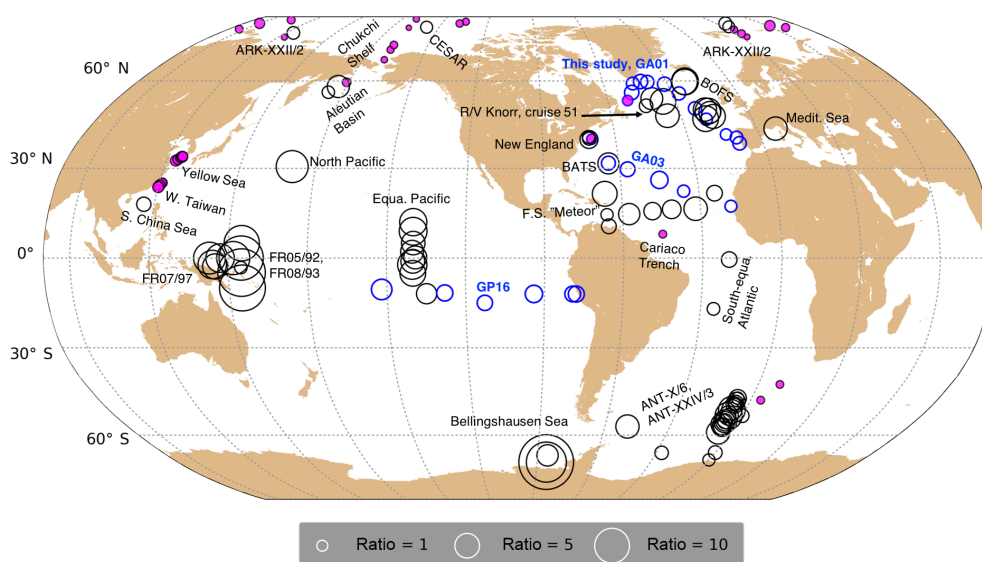 ARK-XXII/2
Chukchi
Shelf
CESAR
ARK-XXII/2
60° N
This study, GA01
BOFS
Aleutian
Basin
R/V Knorr, cruise 51
Medit. Sea
New England
30° N
North Pacific
BATS
GA03
Yellow Sea
W. Taiwan
Equa. Pacific
F.S. "Meteor"
S. China Sea
Cariaco
Trench
0°
FR05/92,
FR08/93
FR07/97
South-equa.
Atlantic
GP16
30° S
ANT-X/6,
ANT-XXIV/3
Bellingshausen Sea
60° S
Ratio = 1
Ratio = 5
Ratio = 10